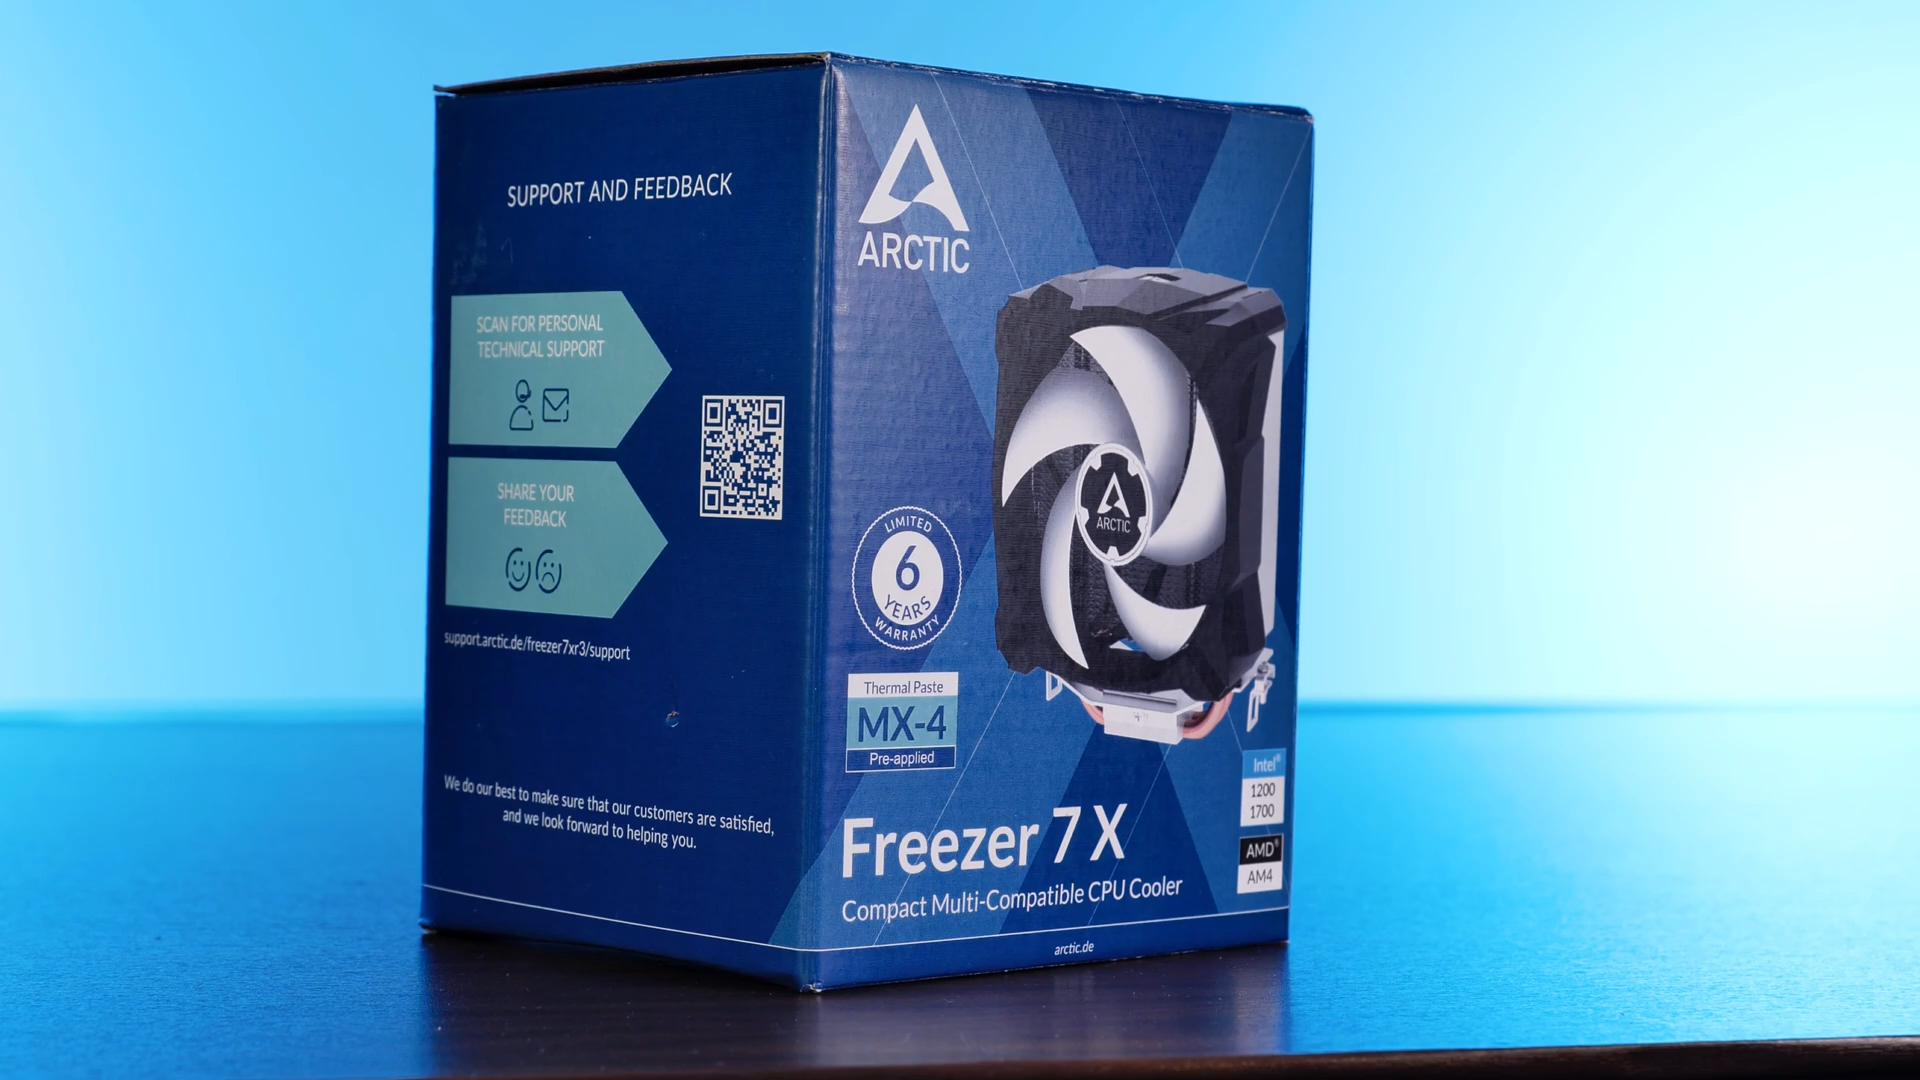 SUPPORT AND FEEDBACK
SCAN FOR PERSONAL
TECHNICAL SUPPORT
SHARE YOUR
FEEDBACK
support.arctic.de/freezer7xr3/support
We do our best to make sure that our customers are satisfied,
and we look forward to helping you.
ARCTIC
ARCTIC
LIMITED
6
YEARS
WARRANTY
Thermal Paste
MX-4
Pre-applied
Freezer 7 X
Compact Multi-Compatible CPU Cooler
Intel®
1200
1700
AMD®
AM4
arctic.de